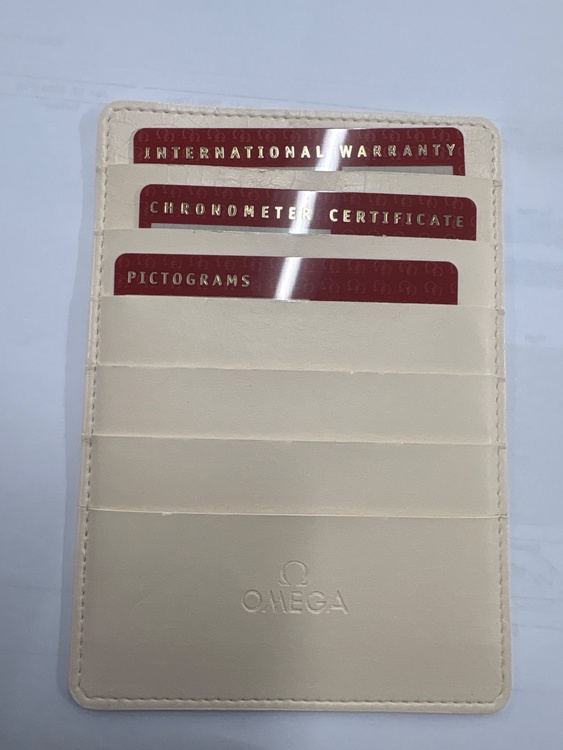 INTERNATIONAL WARRANTY
CHRONOMETER CERTIFICATE
PICTOGRAMS
Ω
OMEGA